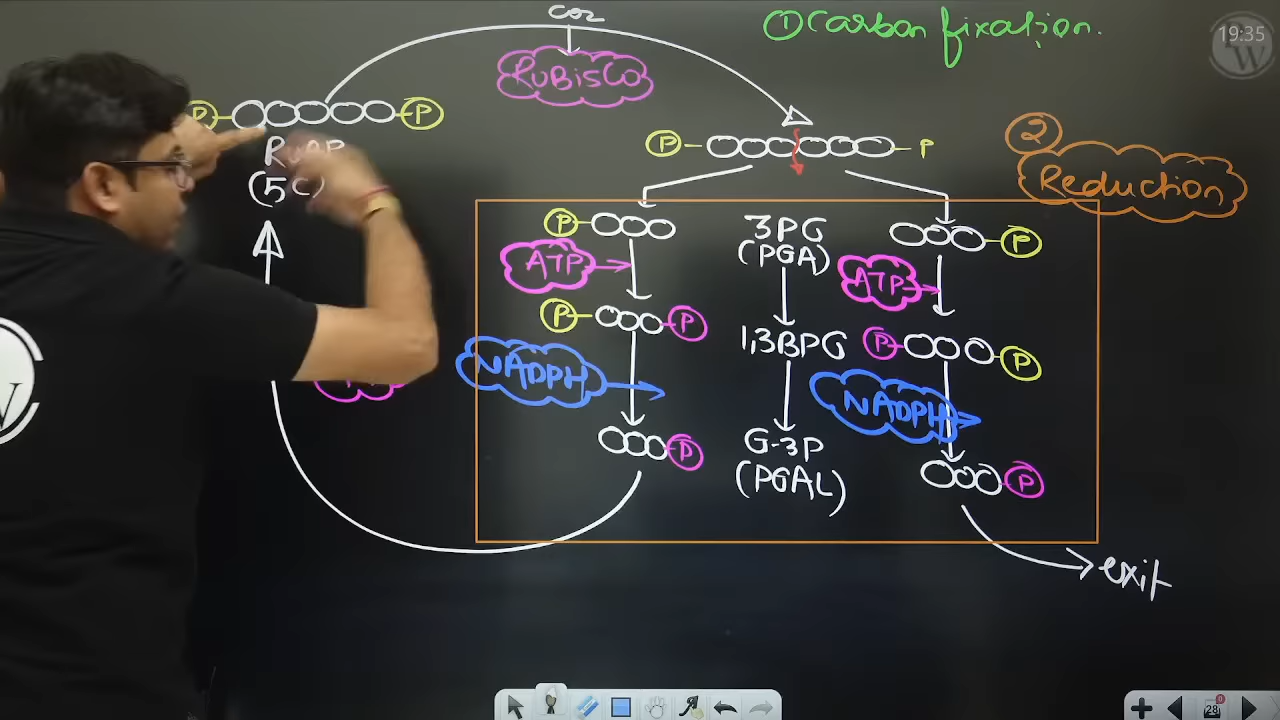 CO2
① Carbon fixation.
19:35
RuBisCO
P
P
(5C)
P
P
2
Reduction
P
3PG
P
(PGA)
ATP
ATP
P
P
1,3BPG
P
P
NADPH
NADPH
P
G-3P
P
(PGAL)
exit
28